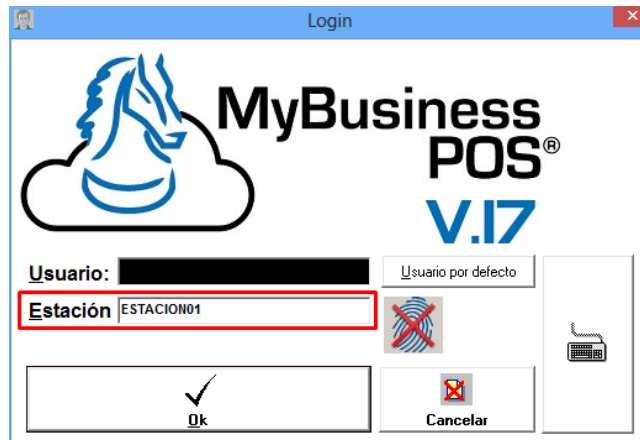 Login
MyBusiness
POS®
V.17
Usuario:
Usuario por defecto
Estación ESTACION01
Ok
Cancelar